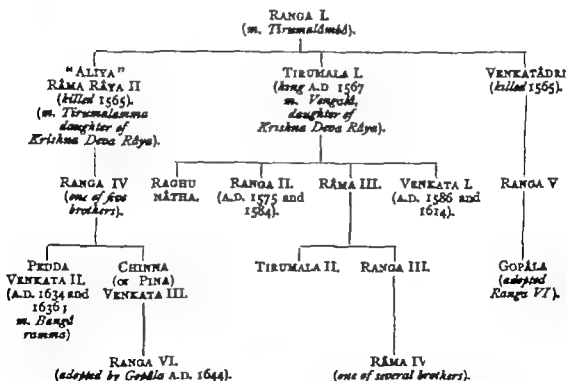 RANGA I.
(m. Tirumalâmbâ).
"ALIYA"
RÂMA RÂYA II
(killed 1565).
(m. Tirumalamma
daughter of
Krishna Deva Râya).
TIRUMALA I.
(king A.D 1567
m. Vengalâ,
daughter of
Krishna Deva Râya).
VENKATÂDRI
(killed 1565).
RANGA IV
(one of five
brothers).
RAGHU
NÂTHA.
RANGA II.
(A.D. 1575 and
1584).
RÂMA III.
VENKATA I.
(A.D. 1586 and
1614).
RANGA V
PEDDA
VENKATA II.
(A.D. 1634 and
1636;
m. Bangâ
ramma)
CHINNA
(or PINA)
VENKATA III.
TIRUMALA II.
RANGA III.
GOPÂLA
(adopted
Ranga VI).
RANGA VI.
(adopted by Gopâla A.D. 1644).
RÂMA IV
(one of several brothers).